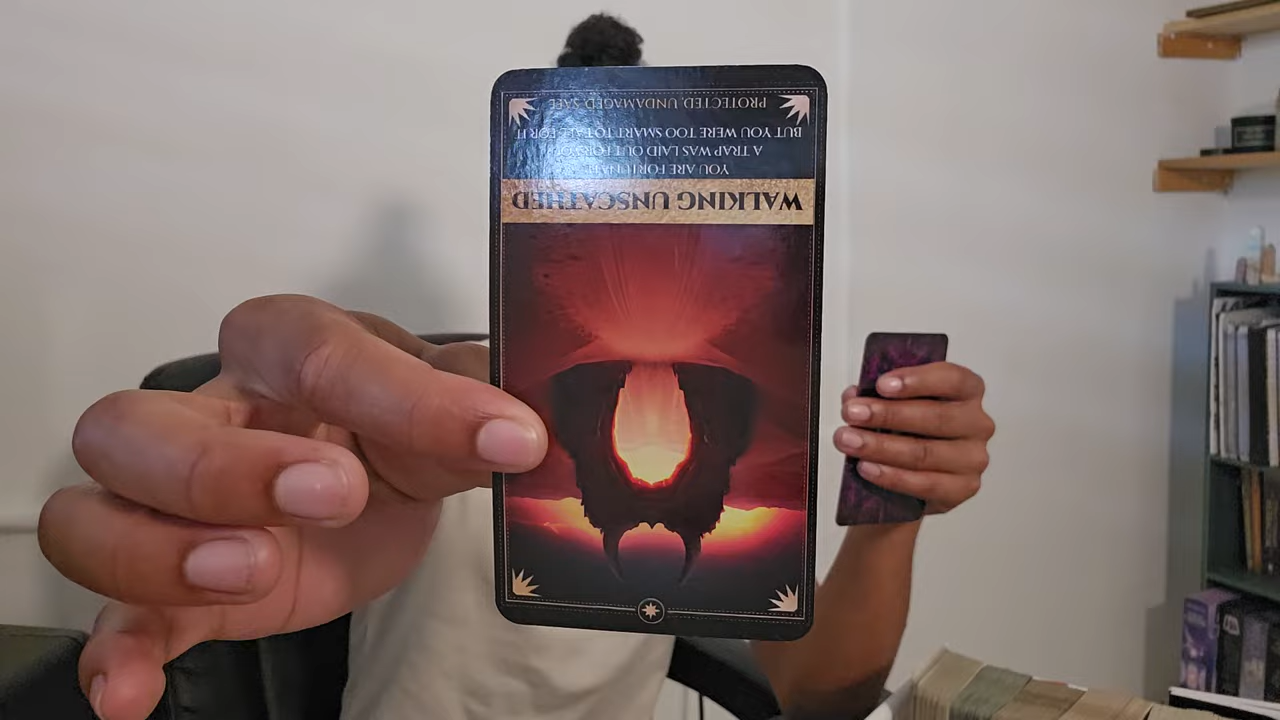 WALKING UNSCATHED
YOU ARE FORTUNATE
A TRAP WAS LAID OUT FOR YOU
BUT YOU WERE TOO SMART TO FALL FOR IT
PROTECTED, UNDAMAGED, SAFE